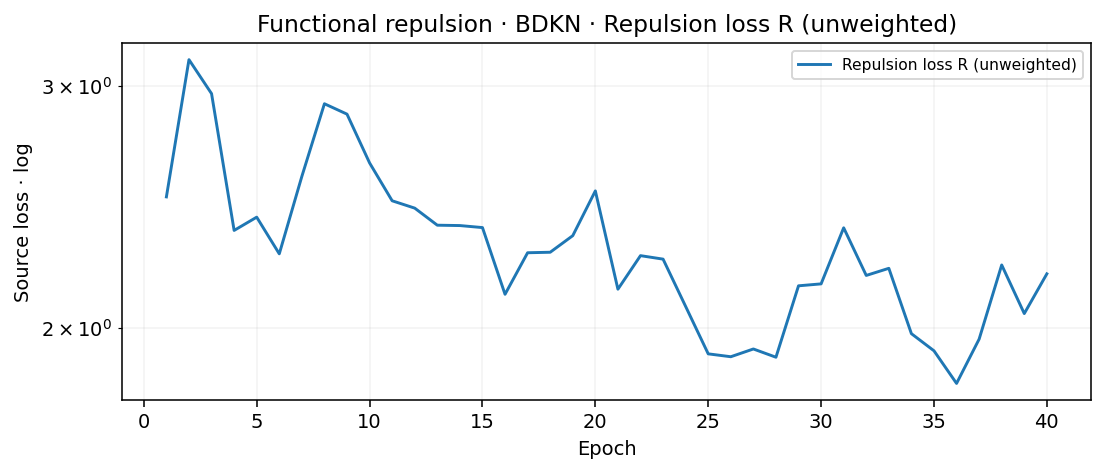 Functional repulsion · BDKN · Repulsion loss R (unweighted)
Repulsion loss R (unweighted)
3 × 10⁰
2 × 10⁰
Source loss · log
0 5 10 15 20 25 30 35 40
Epoch